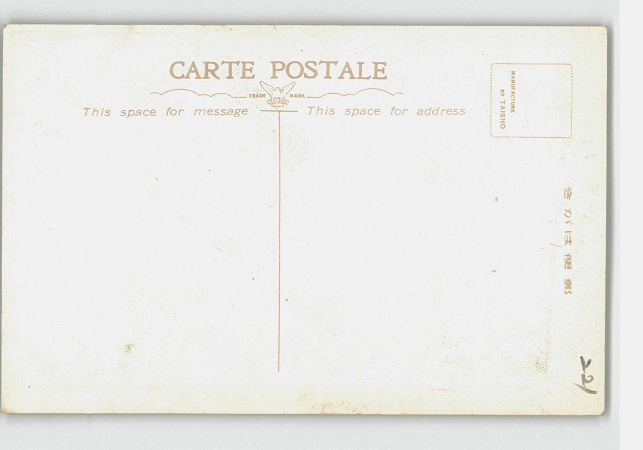 CARTE POSTALE
TRADE MARK
This space for message
This space for address
MANUFACTURE
BY TAISHO
きがは便郵